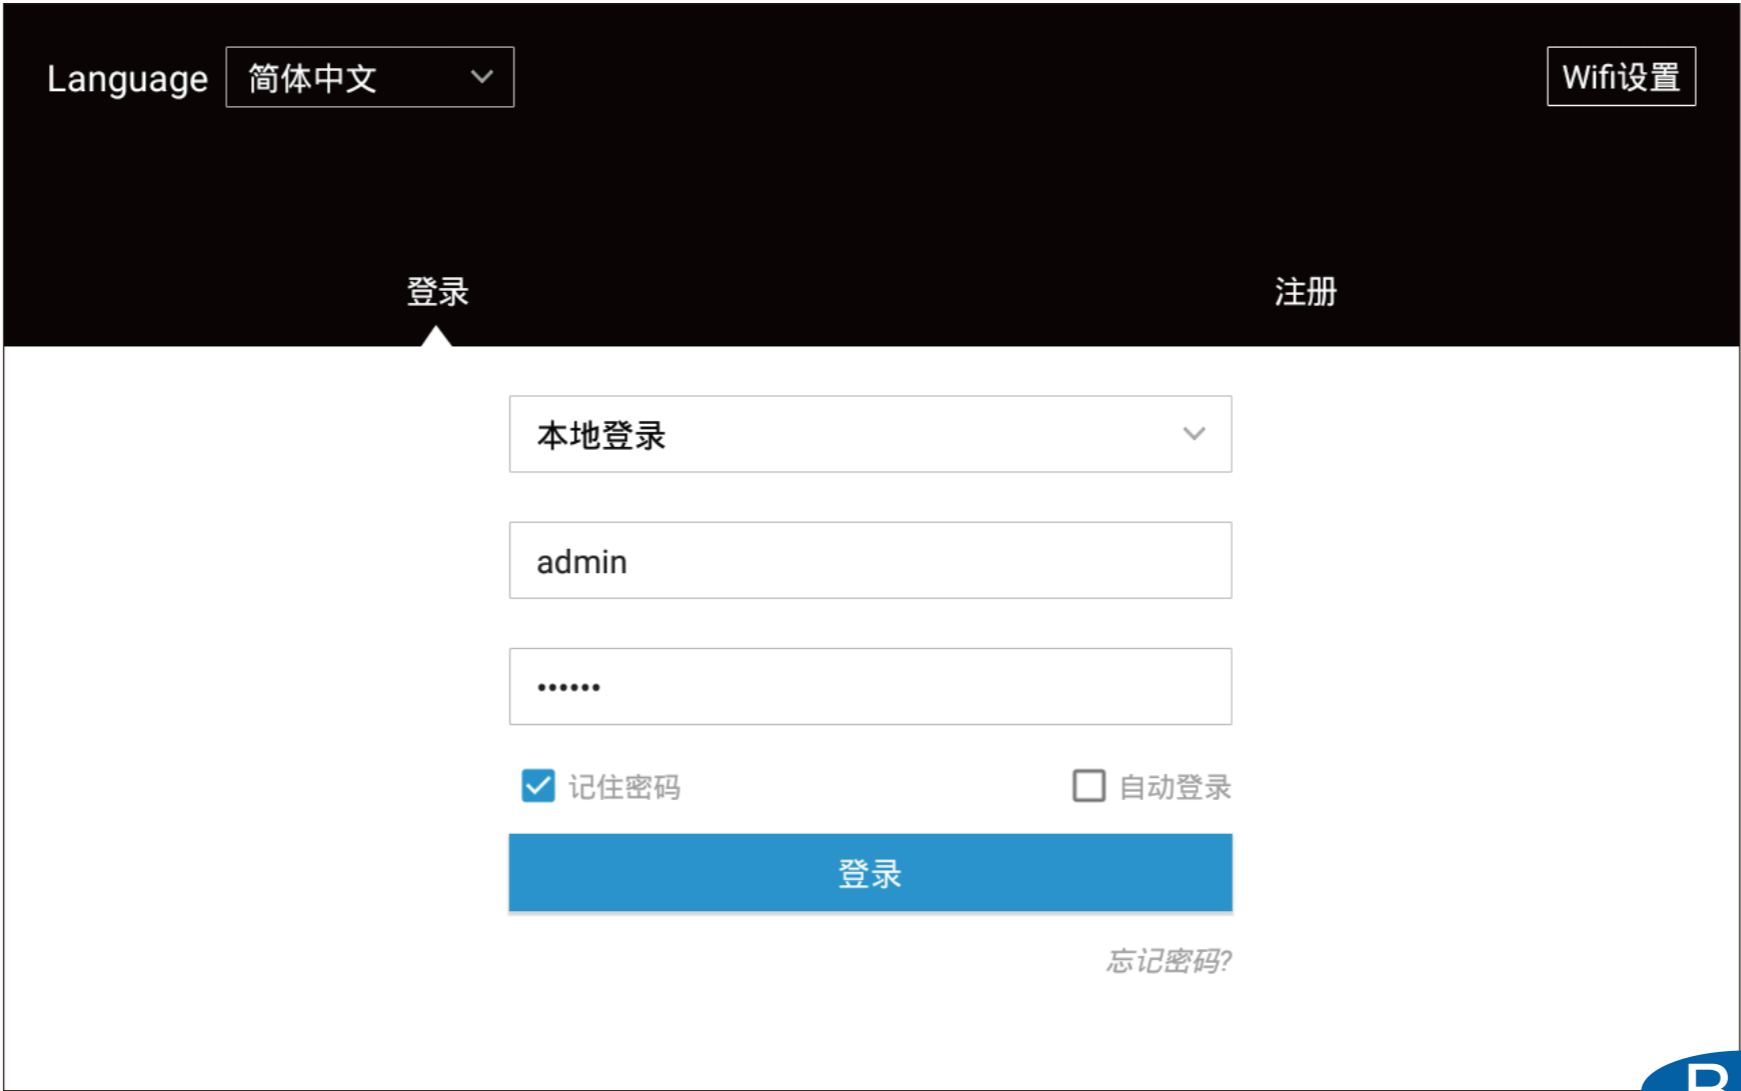 Language 简体中文 Wifi设置
登录 注册
本地登录
admin
••••••
记住密码 自动登录
登录
忘记密码?